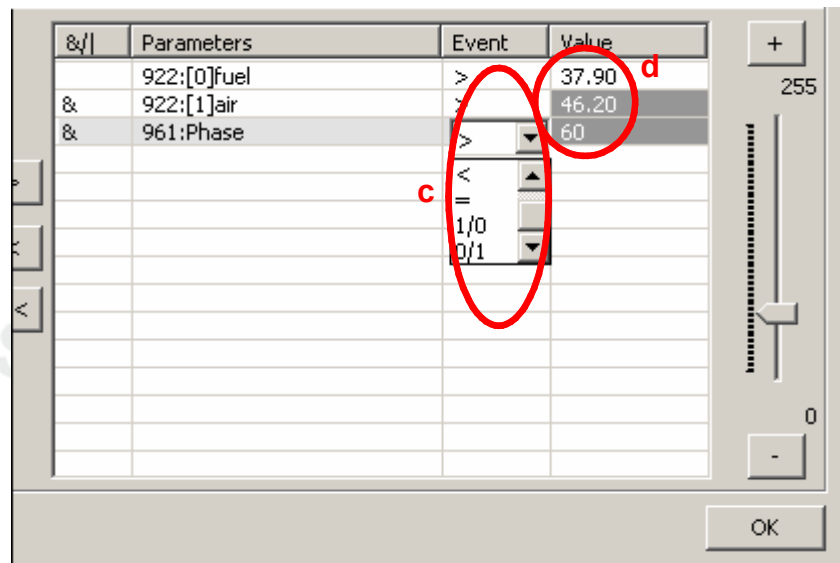 &/| Parameters Event Value +
922:[0]fuel > 37.90 d
255
& 922:[1]air > 46.20
& 961:Phase > 60
<
c =
1/0
0/1
<
0
-
OK